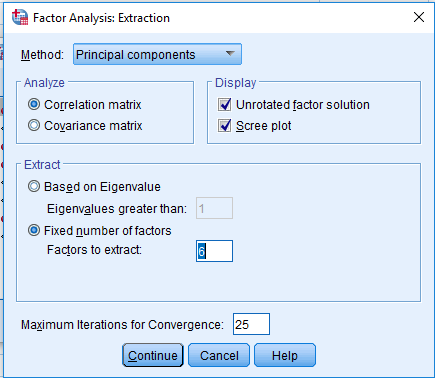 Factor Analysis: Extraction
Method: Principal components
Analyze
Correlation matrix
Covariance matrix
Display
Unrotated factor solution
Scree plot
Extract
Based on Eigenvalue
Eigenvalues greater than: 1
Fixed number of factors
Factors to extract: 6
Maximum Iterations for Convergence: 25
Continue Cancel Help